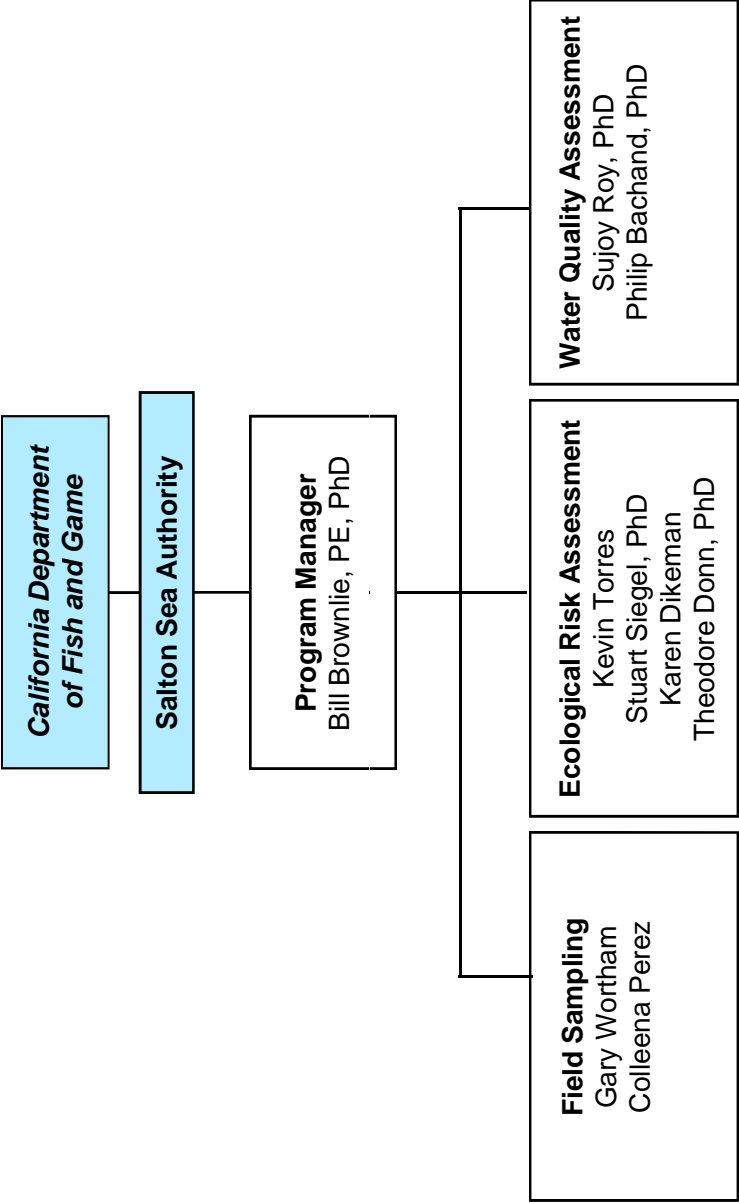 California Department
of Fish and Game
Salton Sea Authority
Program Manager
Bill Brownlie, PE, PhD
Field Sampling
Gary Wortham
Colleena Perez
Ecological Risk Assessment
Kevin Torres
Stuart Siegel, PhD
Karen Dikeman
Theodore Donn, PhD
Water Quality Assessment
Sujoy Roy, PhD
Philip Bachand, PhD